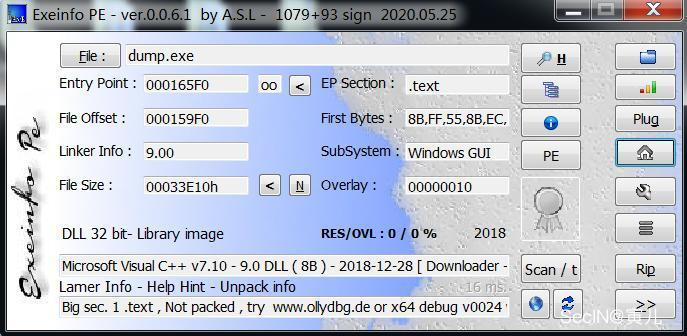 Exeinfo PE - ver.0.0.6.1 by A.S.L - 1079+93 sign 2020.05.25
File : dump.exe H
Entry Point : 000165F0 oo < EP Section : .text
File Offset : 000159F0 First Bytes : 8B,FF,55,8B,EC, Plug
Linker Info : 9.00 SubSystem : Windows GUI PE
File Size : 00033E10h < N Overlay : 00000010
DLL 32 bit- Library image RES/OVL : 0 / 0 % 2018
Microsoft Visual C++ v7.10 - 9.0 DLL ( 8B ) - 2018-12-28 [ Downloader - Scan / t Rip
Lamer Info - Help Hint - Unpack info 16 ms.
Big sec. 1 .text , Not packed , try www.ollydbg.de or x64 debug v0024 >>
Exeinfo Pe